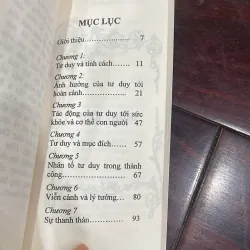 MỤC LỤC
Giới thiệu............ 7
Chương 1:
Tư duy và tính cách..... 11
Chương 2:
Ảnh hưởng của tư duy tới
hoàn cảnh............ 21
Chương 3
Tác động của tư duy tới sức
khỏe và cơ thể con người 47
Chương 4
Tư duy và mục đích..... 57
Chương 5
Nhân tố tư duy trong thành
công.................. 67
Chương 6
Viễn cảnh và lý tưởng... 80
Chương 7
Sự thanh thản.......... 93